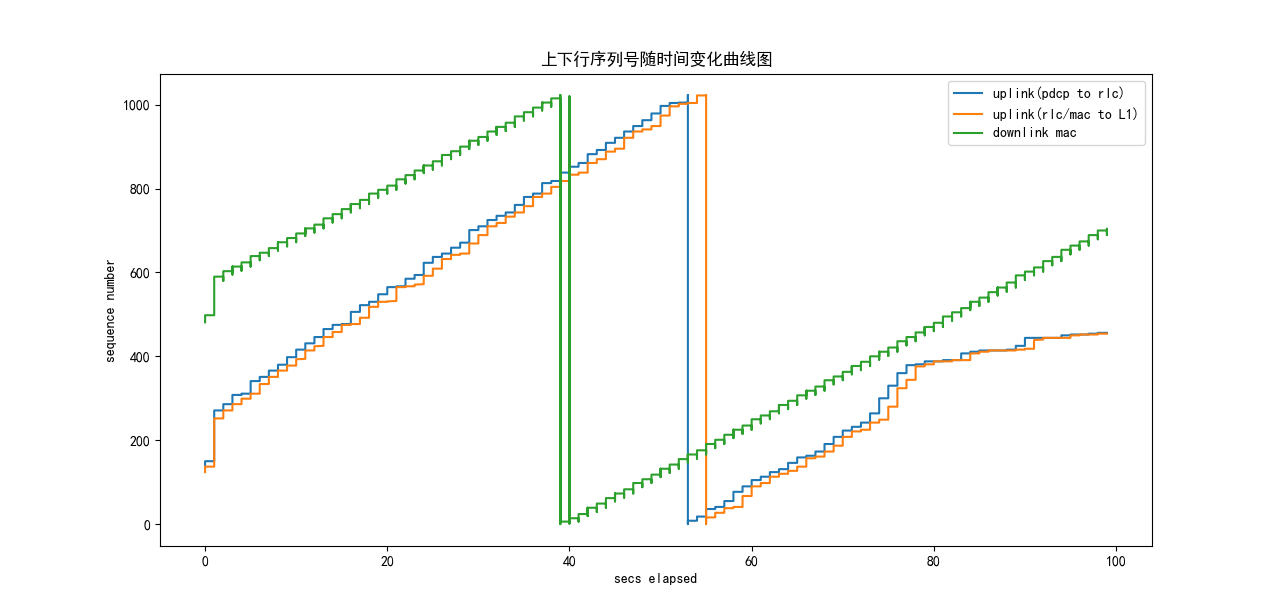 上下行序列号随时间变化曲线图
uplink(pdcp to rlc)
uplink(rlc/mac to L1)
downlink mac
sequence number
1000
800
600
400
200
0
0 20 40 60 80 100
secs elapsed